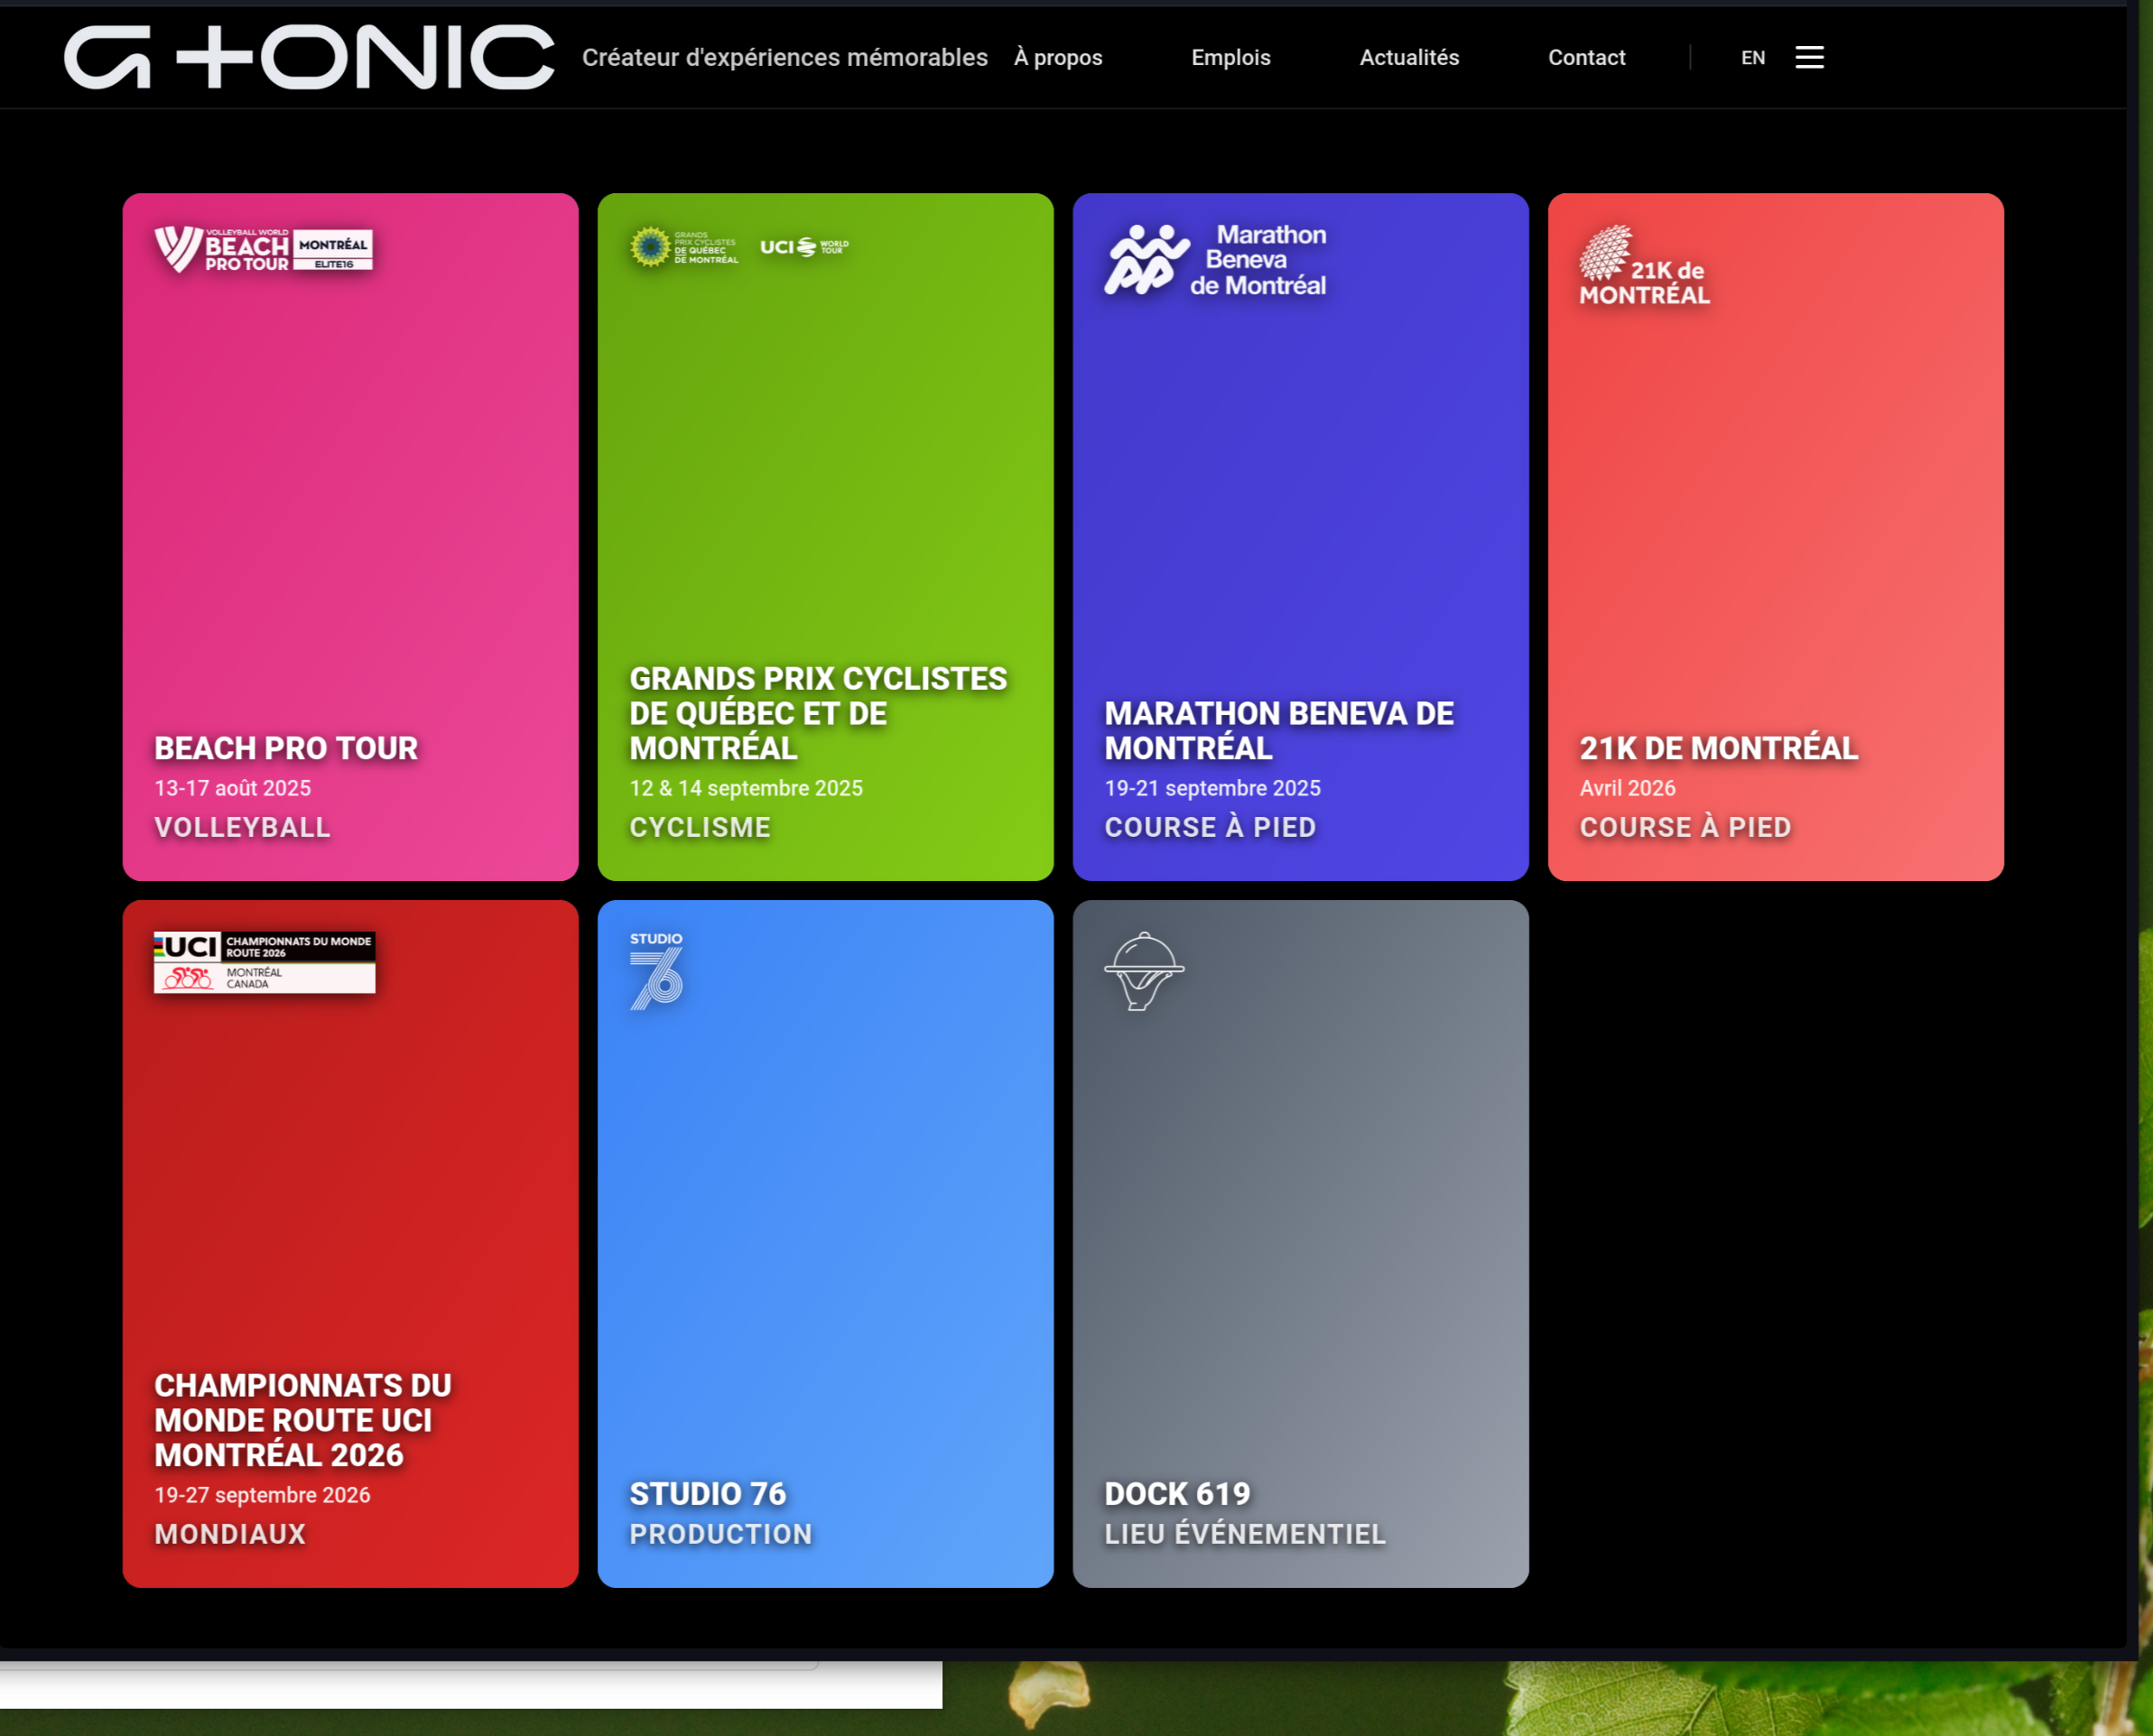 G+ONIC
Créateur d'expériences mémorables
À propos
Emplois
Actualités
Contact
EN
VOLLEYBALL WORLD
BEACH
PRO TOUR
MONTRÉAL
ELITE16
BEACH PRO TOUR
13-17 août 2025
VOLLEYBALL
GRANDS
PRIX CYCLISTES
DE QUÉBEC
DE MONTRÉAL
UCI WORLD
TOUR
GRANDS PRIX CYCLISTES
DE QUÉBEC ET DE
MONTRÉAL
12 & 14 septembre 2025
CYCLISME
Marathon
Beneva
de Montréal
MARATHON BENEVA DE
MONTRÉAL
19-21 septembre 2025
COURSE À PIED
21K de
MONTRÉAL
21K DE MONTRÉAL
Avril 2026
COURSE À PIED
UCI
CHAMPIONNATS DU MONDE
ROUTE 2026
MONTRÉAL
CANADA
CHAMPIONNATS DU
MONDE ROUTE UCI
MONTRÉAL 2026
19-27 septembre 2026
MONDIAUX
STUDIO
76
STUDIO 76
PRODUCTION
DOCK 619
LIEU ÉVÉNEMENTIEL